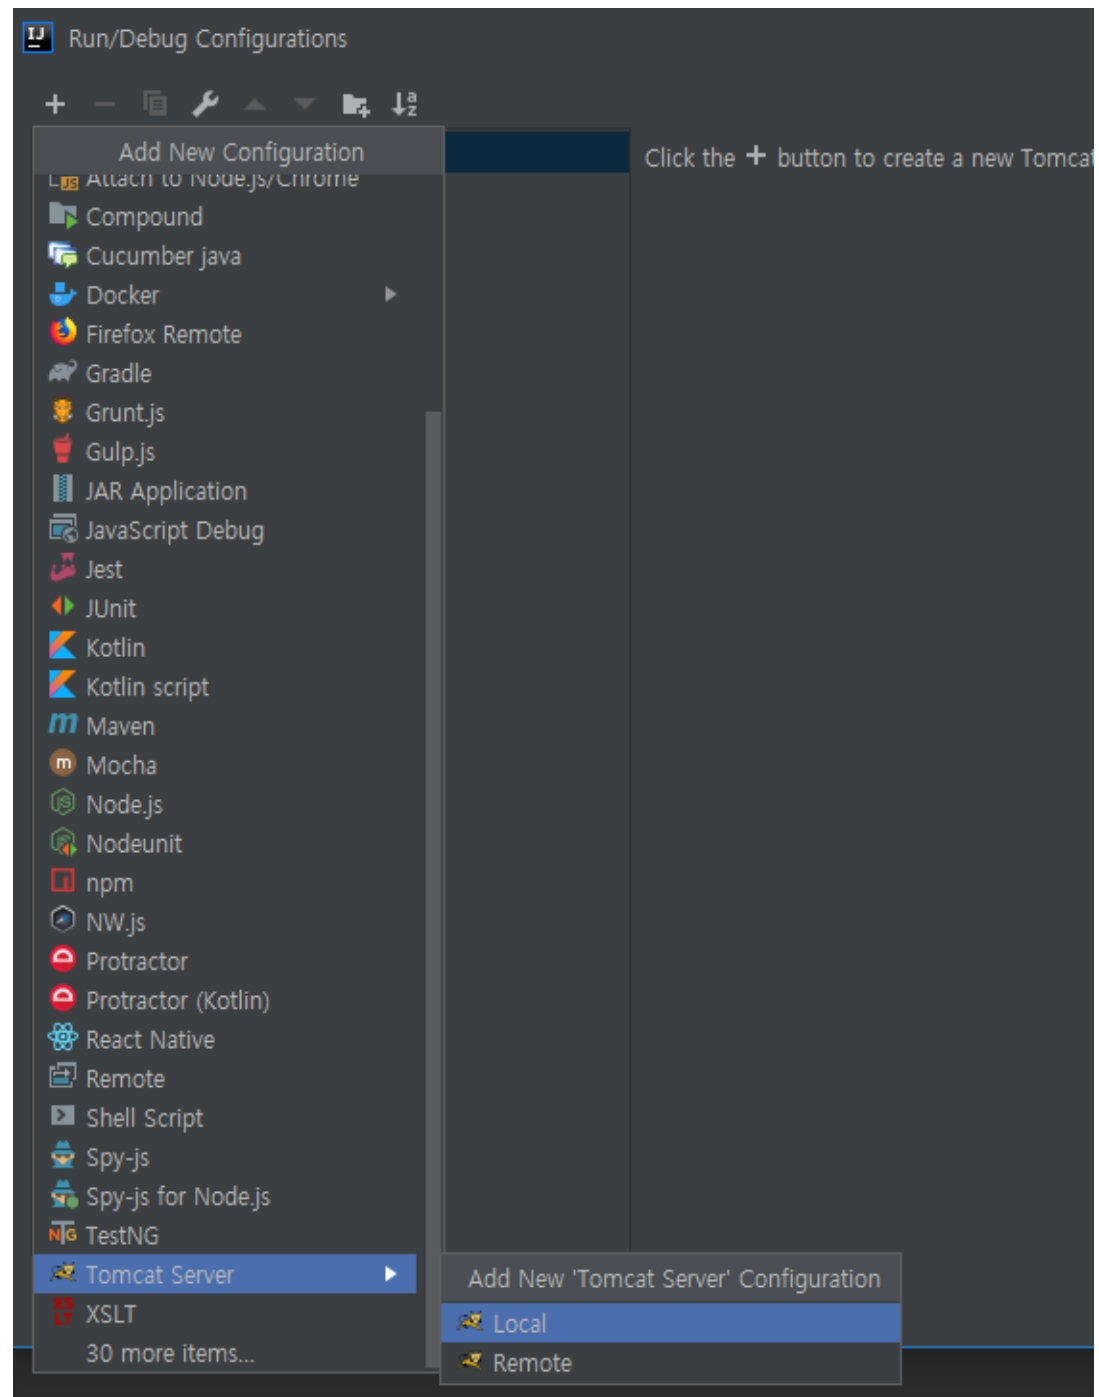 Run/Debug Configurations
Add New Configuration
Click the + button to create a new Tomcat
Attach to Node.js/Chrome
Compound
Cucumber java
Docker
Firefox Remote
Gradle
Grunt.js
Gulp.js
JAR Application
JavaScript Debug
Jest
JUnit
Kotlin
Kotlin script
Maven
Mocha
Node.js
Nodeunit
npm
NW.js
Protractor
Protractor (Kotlin)
React Native
Remote
Shell Script
Spy-js
Spy-js for Node.js
TestNG
Tomcat Server
Add New 'Tomcat Server' Configuration
XSLT
Local
30 more items...
Remote